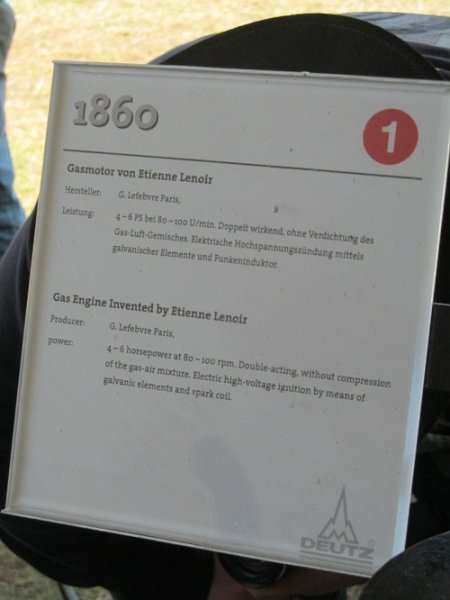 1860
1
Gasmotor von Etienne Lenoir
Hersteller: G. Lefebvre Paris,
Leistung: 4 – 6 PS bei 80 – 100 U/min. Doppelt wirkend, ohne Verdichtung des
Gas-Luft-Gemisches. Elektrische Hochspannungszündung mittels
galvanischer Elemente und Funkeninduktor.
Gas Engine Invented by Etienne Lenoir
Producer: G. Lefebvre Paris,
power: 4 – 6 horsepower at 80 – 100 rpm. Double-acting, without compression
of the gas-air mixture. Electric high-voltage ignition by means of
galvanic elements and spark coil.
DEUTZ®